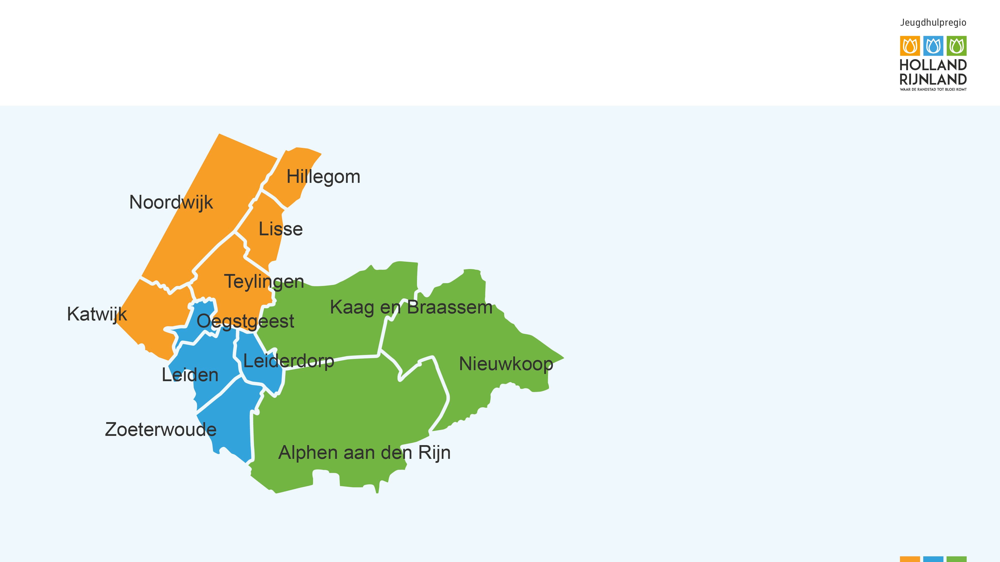 Jeugdhulpregio
HOLLAND
RIJNLAND
WAAR DE RANDSTAD TOT BLOEI KOMT
Hillegom
Noordwijk
Lisse
Teylingen
Kaag en Braassem
Katwijk
Oegstgeest
Leiderdorp
Nieuwkoop
Leiden
Zoeterwoude
Alphen aan den Rijn